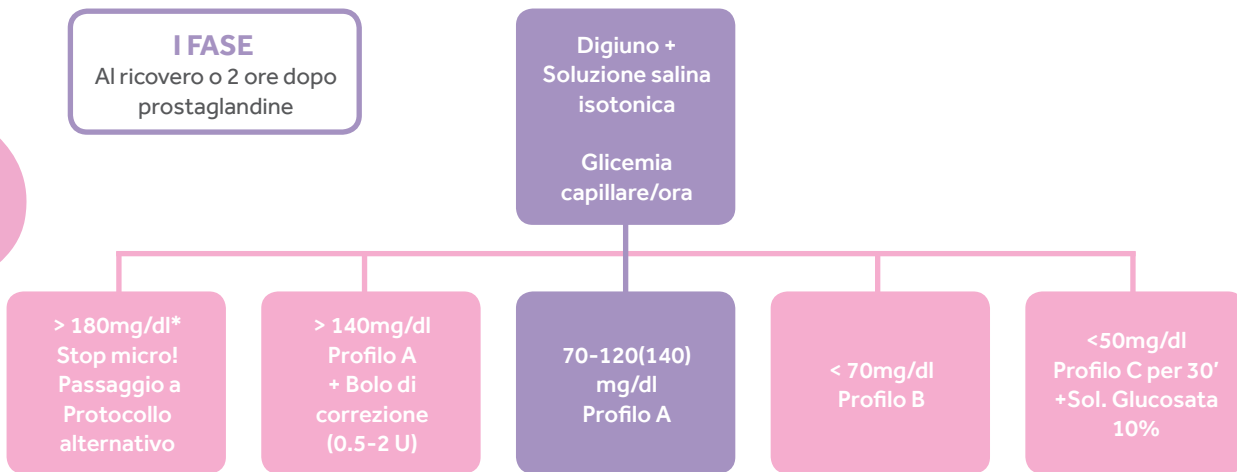 I FASE
Al ricovero o 2 ore dopo
prostaglandine
Digiuno +
Soluzione salina
isotonica
Glicemia
capillare/ora
> 180mg/dl*
Stop micro!
Passaggio a
Protocollo
alternativo
> 140mg/dl
Profilo A
+ Bolo di
correzione
(0.5-2 U)
70-120(140)
mg/dl
Profilo A
< 70mg/dl
Profilo B
<50mg/dl
Profilo C per 30’
+Sol. Glucosata
10%